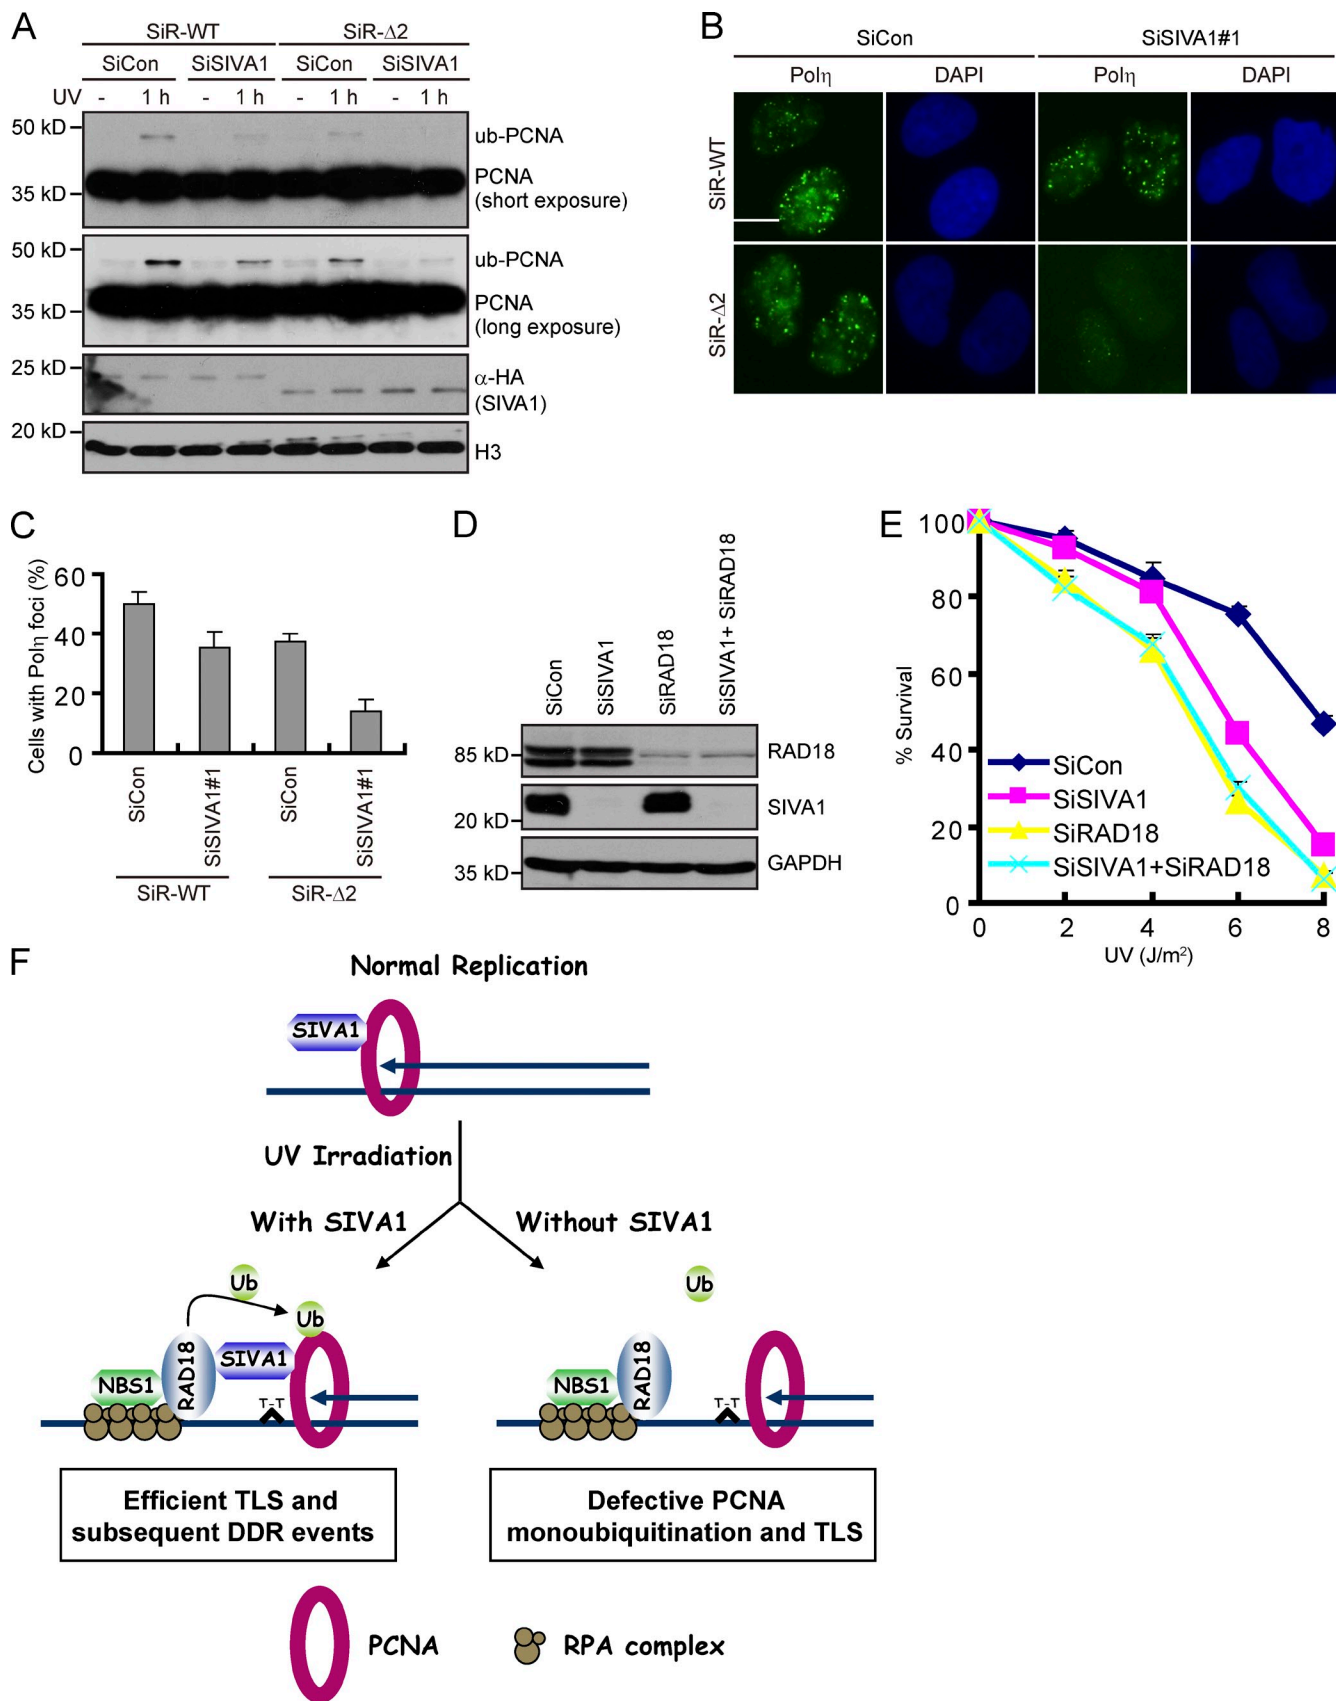 A
SiR-WT SiR-Δ2
SiCon SiSIVA1 SiCon SiSIVA1
UV - 1 h - 1 h - 1 h - 1 h
50 kD
ub-PCNA
35 kD
PCNA
(short exposure)
50 kD
ub-PCNA
35 kD
PCNA
(long exposure)
25 kD
α-HA
(SIVA1)
20 kD
H3
B
SiCon SiSIVA1#1
Polη DAPI Polη DAPI
SiR-WT
SiR-Δ2
C
Cells with Polη foci (%)
60
40
20
0
SiCon
SiSIVA1#1
SiCon
SiSIVA1#1
SiR-WT SiR-Δ2
D
SiCon
SiSIVA1
SiRAD18
SiSIVA1+ SiRAD18
85 kD
RAD18
20 kD
SIVA1
35 kD
GAPDH
E
% Survival
100
80
60
40
20
0
SiCon
SiSIVA1
SiRAD18
SiSIVA1+SiRAD18
0 2 4 6 8
UV (J/m²)
F
Normal Replication
SIVA1
UV Irradiation
With SIVA1 Without SIVA1
Ub
Ub
RAD18
SIVA1
NBS1
T-T
Ub
RAD18
NBS1
T-T
Efficient TLS and
subsequent DDR events
Defective PCNA
monoubiquitination and TLS
PCNA RPA complex